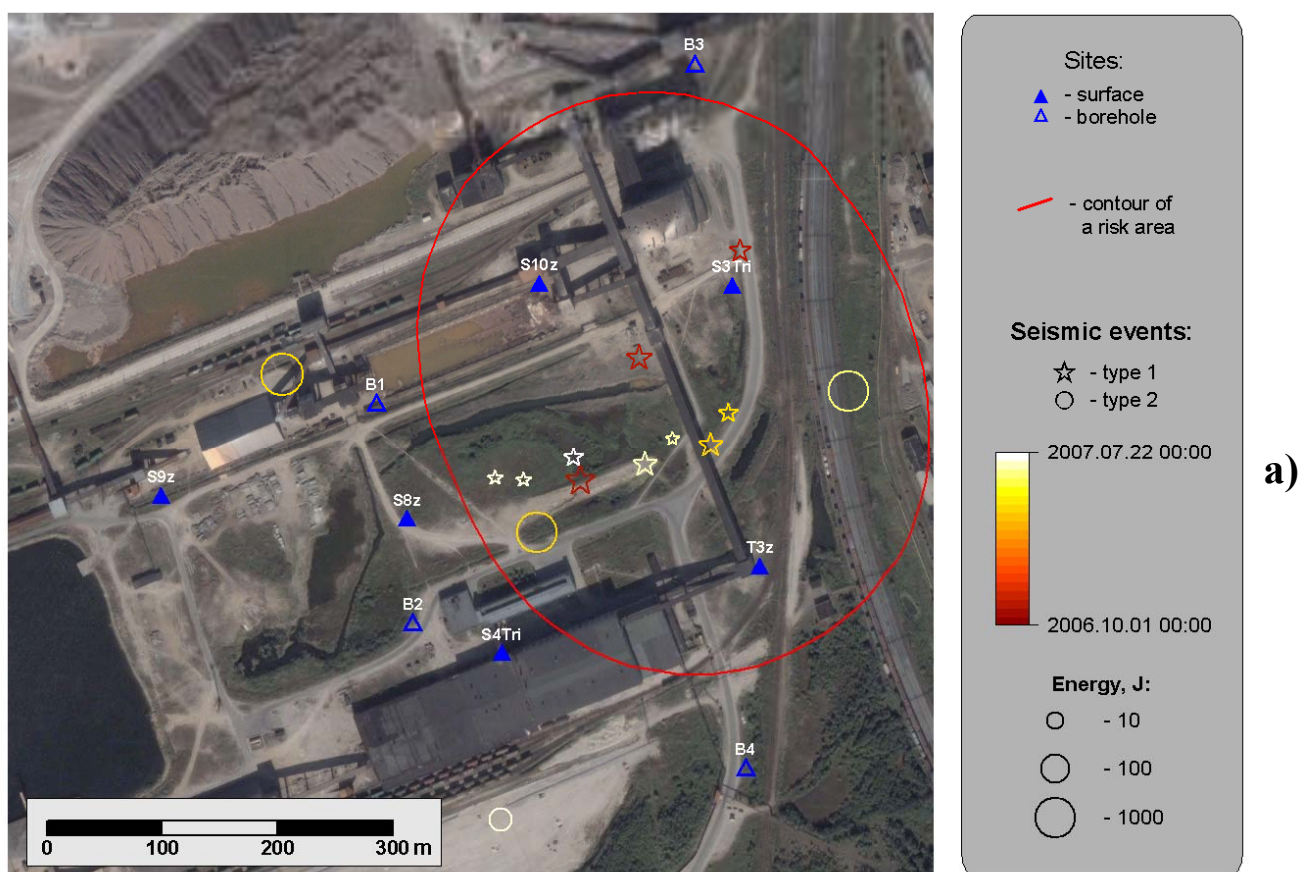 B3
S10z
S3Tri
B1
S9z
S8z
T3z
B2
S4Tri
B4
0 100 200 300 m
Sites:
- surface
- borehole
- contour of
a risk area
Seismic events:
- type 1
- type 2
2007.07.22 00:00
2006.10.01 00:00
Energy, J:
- 10
- 100
- 1000
a)